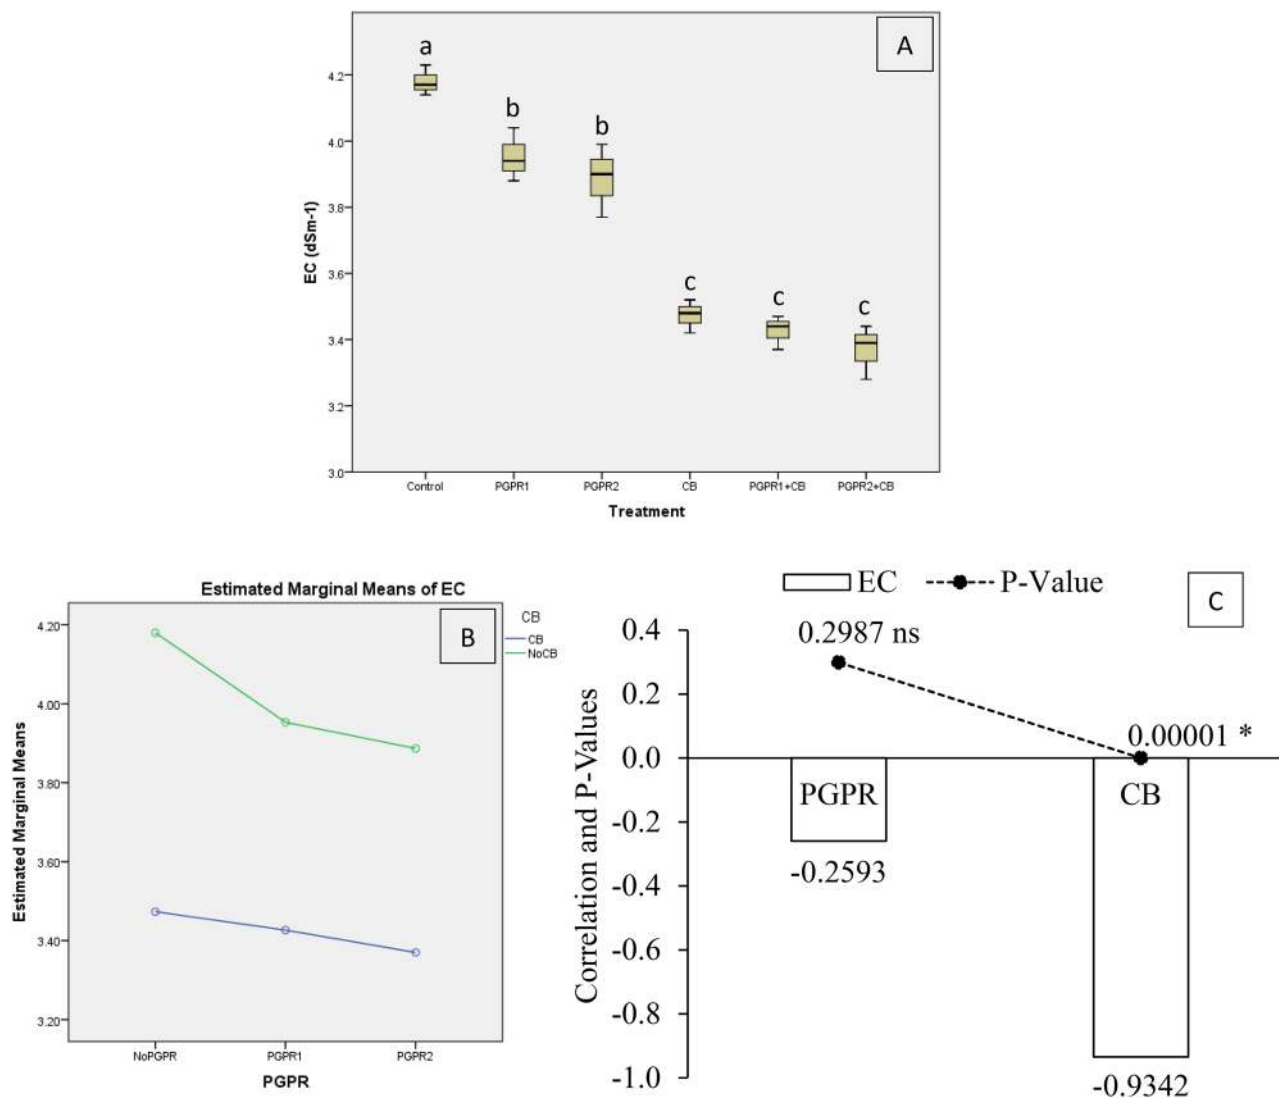 A
a
b
b
c
c
c
4.2
4.0
3.8
3.6
3.4
3.2
3.0
EC (dSm-1)
Control PGPR1 PGPR2 CB PGPR1+CB PGPR2+CB
Treatment
Estimated Marginal Means of EC
B
CB
CB
NoCB
4.20
4.00
3.80
3.60
3.40
3.20
Estimated Marginal Means
NoPGPR PGPR1 PGPR2
PGPR
EC P-Value
C
0.4
0.2
0.0
-0.2
-0.4
-0.6
-0.8
-1.0
Correlation and P-Values
0.2987 ns
0.00001 *
PGPR CB
-0.2593
-0.9342